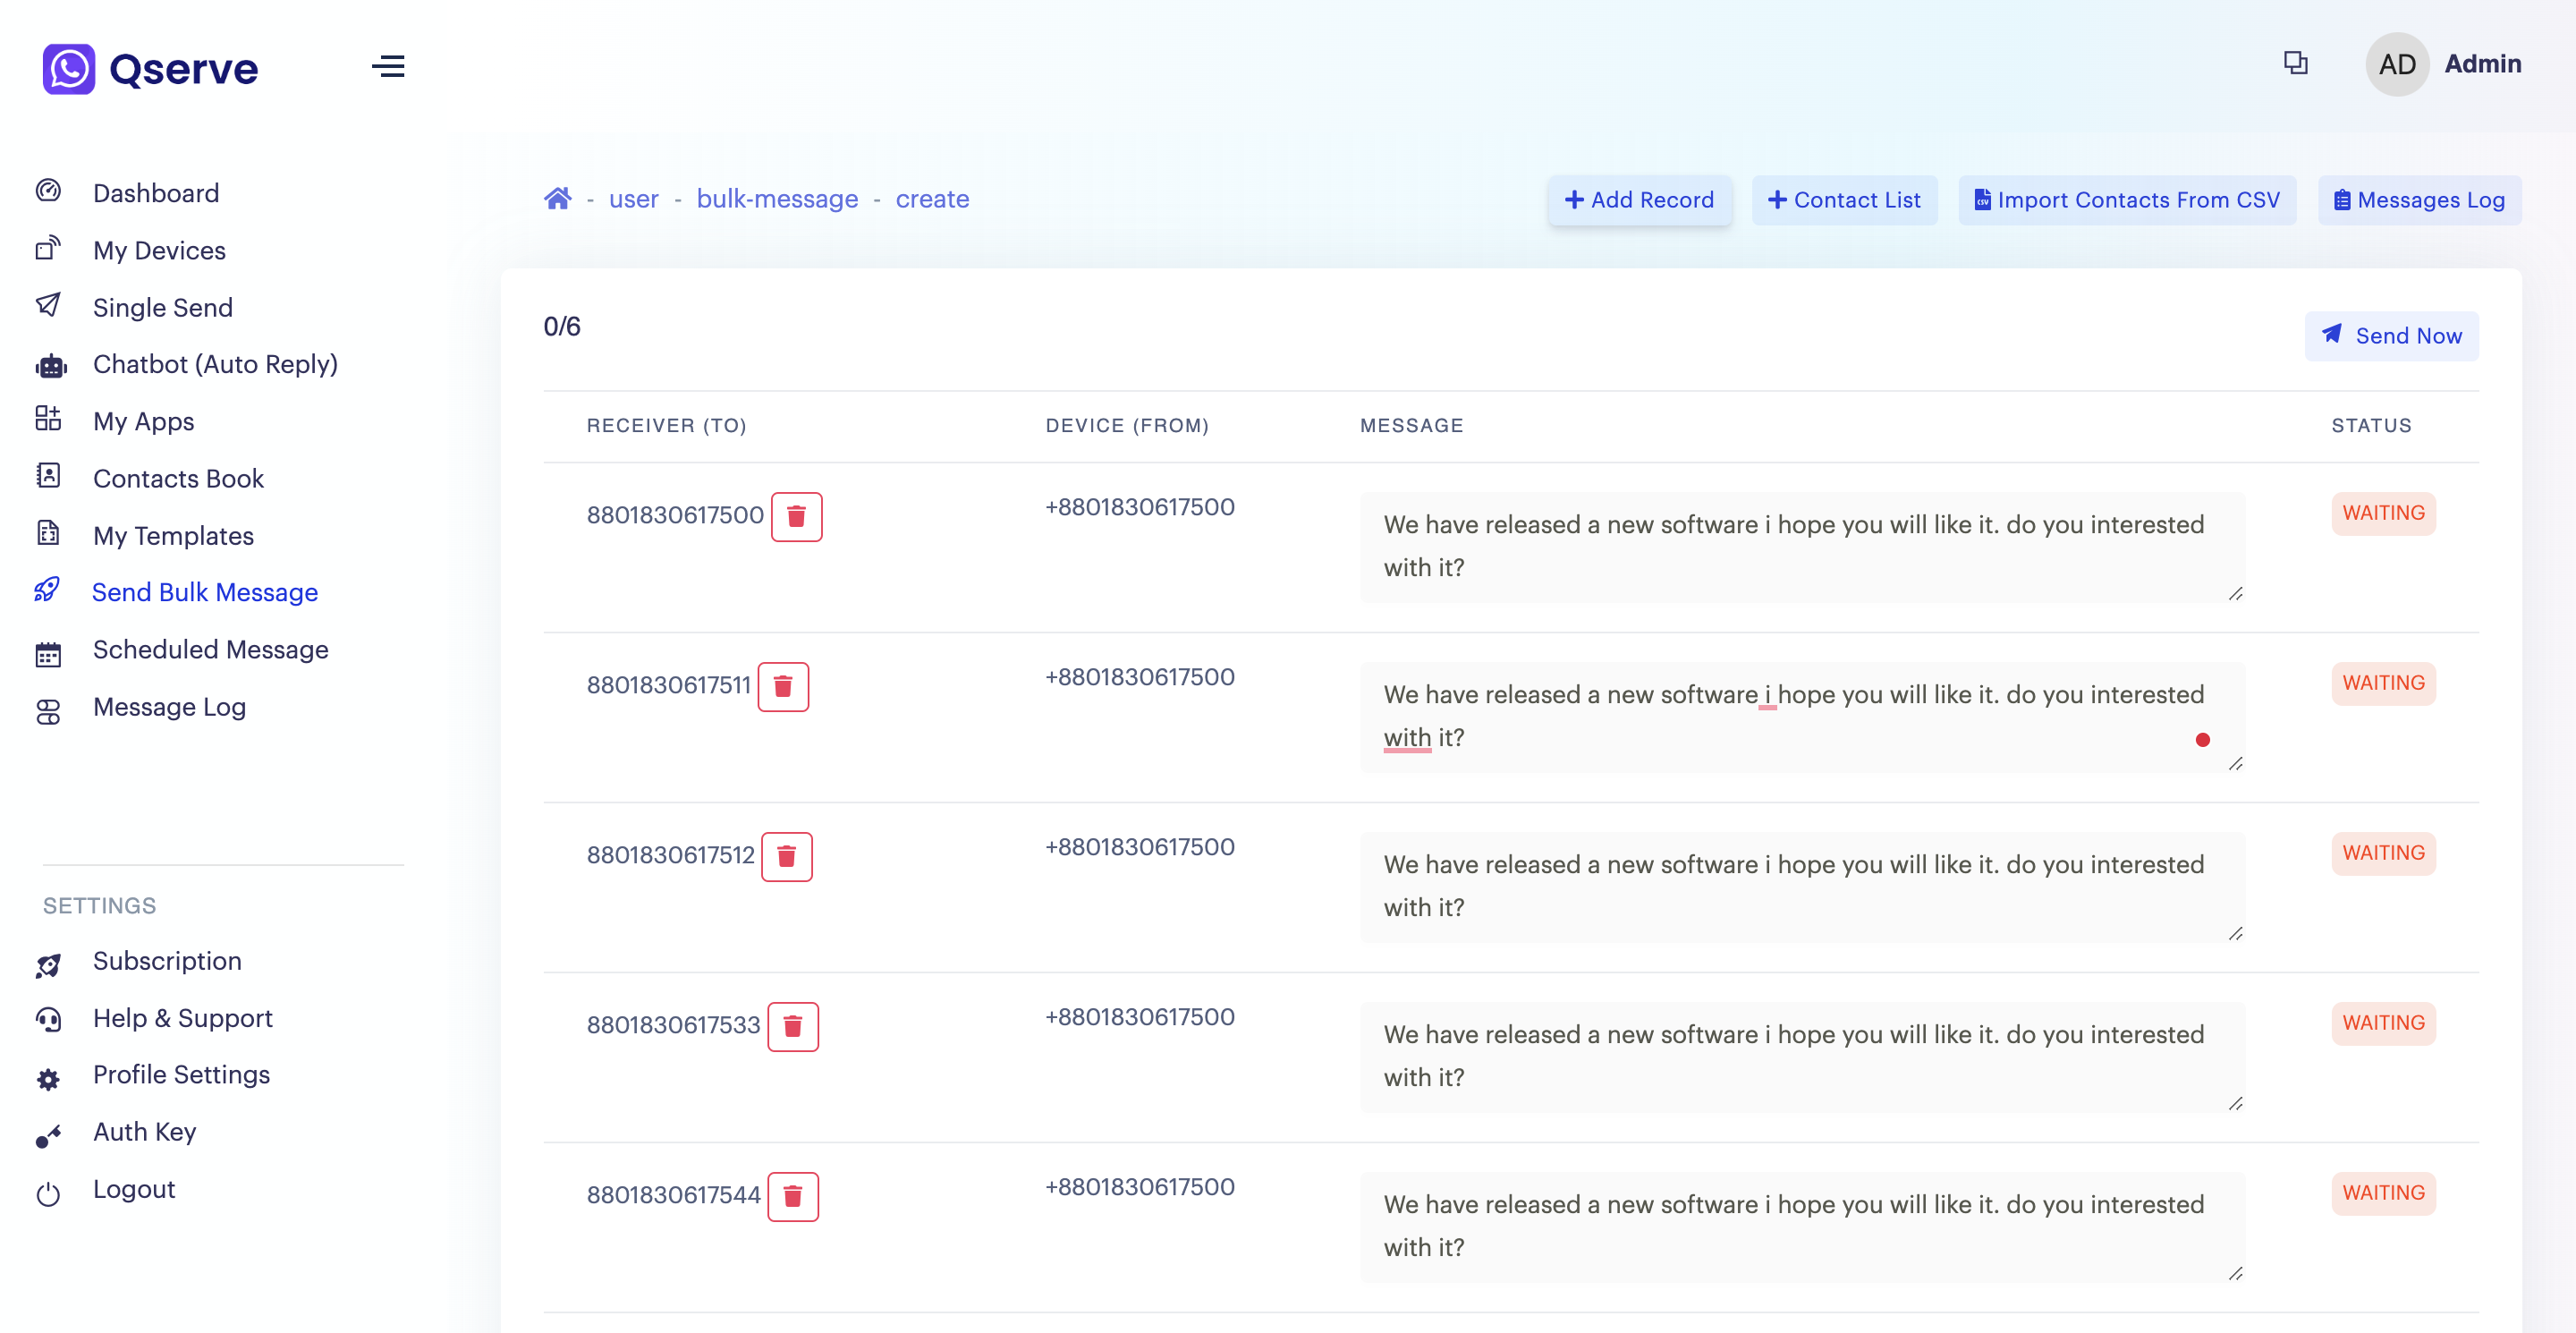 Qserve
AD Admin
Dashboard
My Devices
Single Send
Chatbot (Auto Reply)
My Apps
Contacts Book
My Templates
Send Bulk Message
Scheduled Message
Message Log
SETTINGS
Subscription
Help & Support
Profile Settings
Auth Key
Logout
- user - bulk-message - create
Add Record
Contact List
CSV Import Contacts From CSV
Messages Log
0/6
Send Now
RECEIVER (TO) DEVICE (FROM) MESSAGE STATUS
8801830617500 +8801830617500 We have released a new software i hope you will like it. do you interested WAITING
with it?
8801830617511 +8801830617500 We have released a new software i hope you will like it. do you interested WAITING
with it?
8801830617512 +8801830617500 We have released a new software i hope you will like it. do you interested WAITING
with it?
8801830617533 +8801830617500 We have released a new software i hope you will like it. do you interested WAITING
with it?
8801830617544 +8801830617500 We have released a new software i hope you will like it. do you interested WAITING
with it?